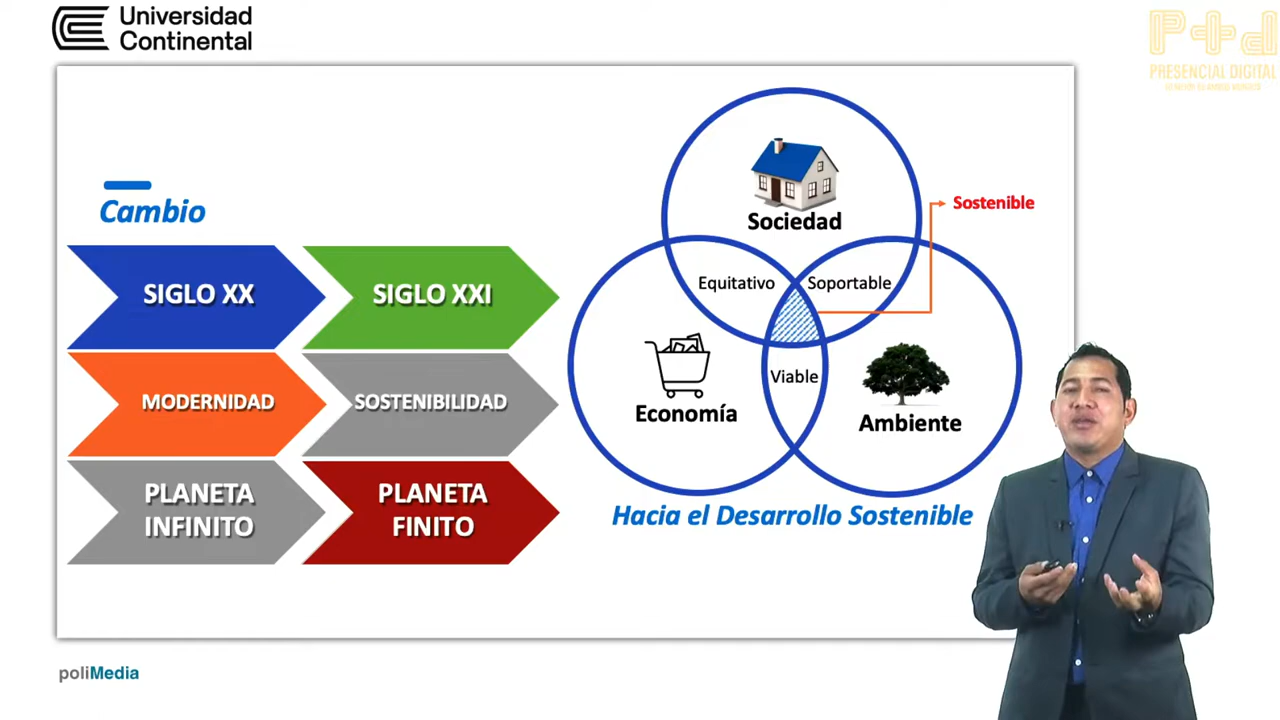 Universidad
Continental
P+d
PRESENCIAL DIGITAL
Cambio
SIGLO XX
SIGLO XXI
MODERNIDAD
SOSTENIBILIDAD
PLANETA
INFINITO
PLANETA
FINITO
Sociedad
Sostenible
Equitativo
Soportable
Viable
Economía
Ambiente
Hacia el Desarrollo Sostenible
poliMedia